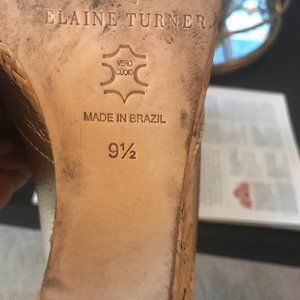 ELAINE TURNER
VERO
CUOIO
MADE IN BRAZIL
9½